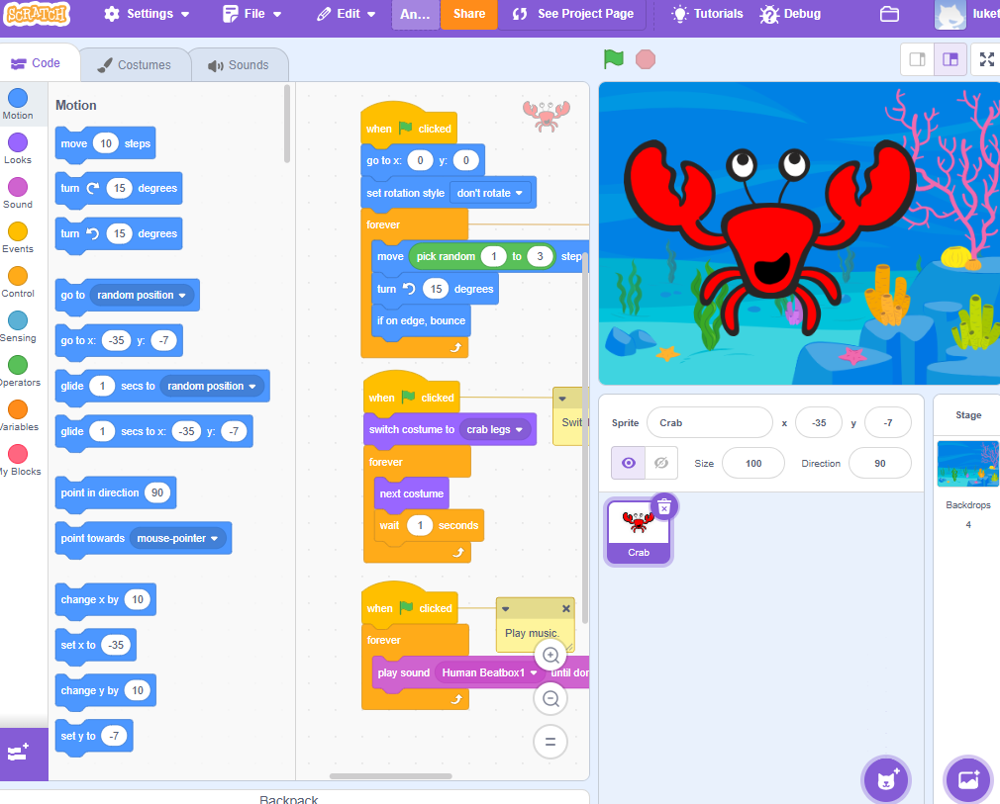 SCRATCH
Settings
File
Edit
An...
Share
See Project Page
Tutorials
Debug
luket
Code
Costumes
Sounds
Motion
Looks
Sound
Events
Control
Sensing
Operators
Variables
My Blocks
Motion
move 10 steps
turn 15 degrees
turn 15 degrees
go to random position
go to x: -35 y: -7
glide 1 secs to random position
glide 1 secs to x: -35 y: -7
point in direction 90
point towards mouse-pointer
change x by 10
set x to -35
change y by 10
set y to -7
when clicked
go to x: 0 y: 0
set rotation style don't rotate
forever
move pick random 1 to 3 step
turn 15 degrees
if on edge, bounce
when clicked
switch costume to crab legs
Swit
forever
next costume
wait 1 seconds
when clicked
Play music.
forever
play sound Human Beatbox1 until don
Sprite Crab x -35 y -7
Size 100 Direction 90
Crab
Stage
Backdrops
4
Backpack